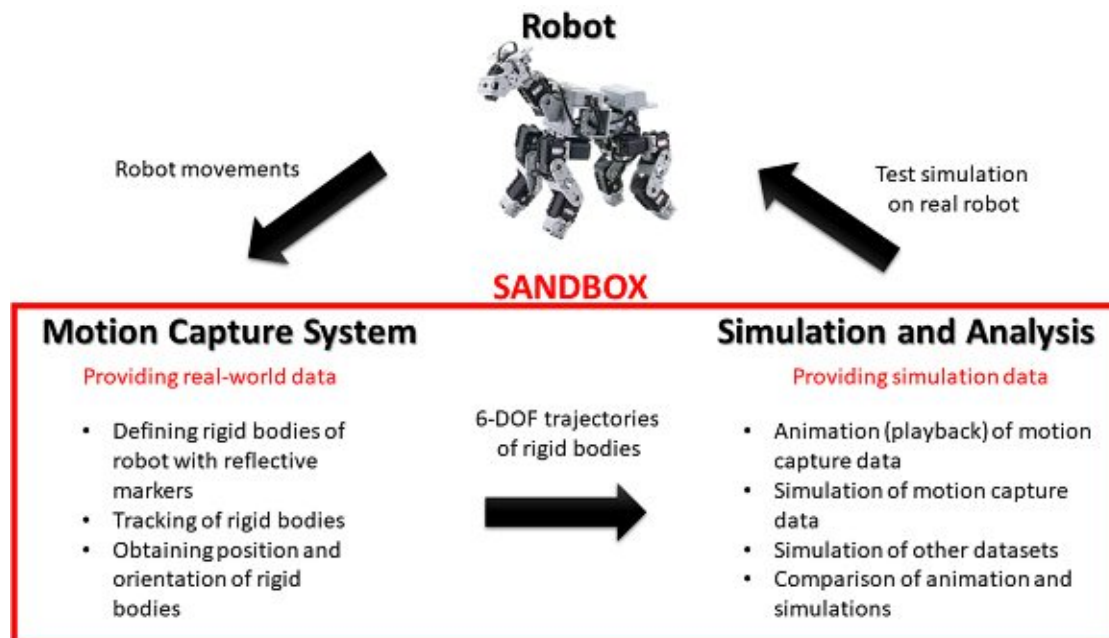 Robot
Robot movements
Test simulation
on real robot
SANDBOX
Motion Capture System
Providing real-world data
• Defining rigid bodies of
robot with reflective
markers
• Tracking of rigid bodies
• Obtaining position and
orientation of rigid
bodies
6-DOF trajectories
of rigid bodies
Simulation and Analysis
Providing simulation data
• Animation (playback) of motion
capture data
• Simulation of motion capture
data
• Simulation of other datasets
• Comparison of animation and
simulations